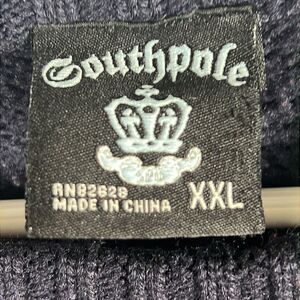 Southpole
RN82628
MADE IN CHINA
XXL